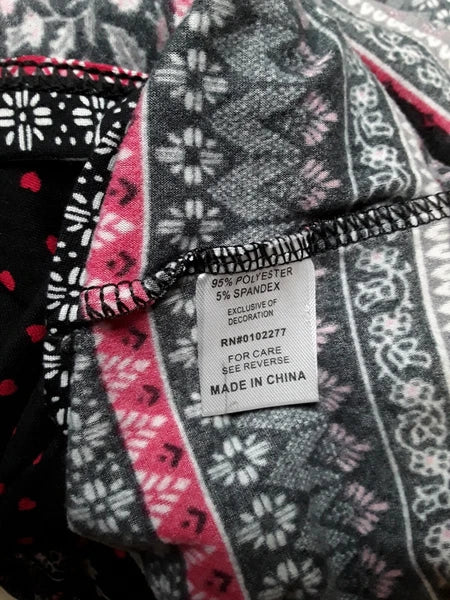 95% POLYESTER
5% SPANDEX
EXCLUSIVE OF
DECORATION
RN#0102277
FOR CARE
SEE REVERSE
MADE IN CHINA